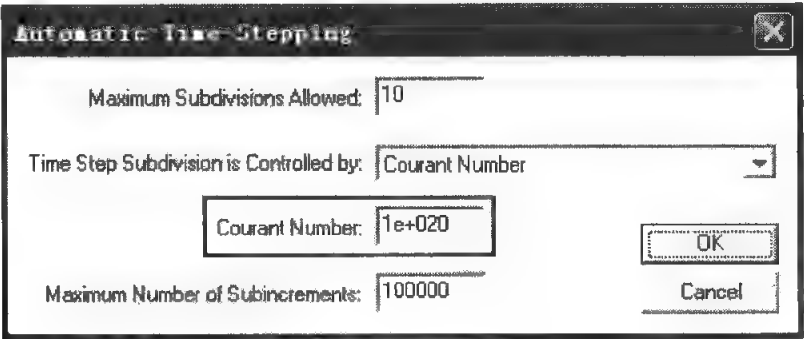 Automatic Time-Stepping
Maximum Subdivisions Allowed: 10
Time Step Subdivision is Controlled by: Courant Number
Courant Number: 1e+020
OK
Maximum Number of Subincrements: 100000
Cancel